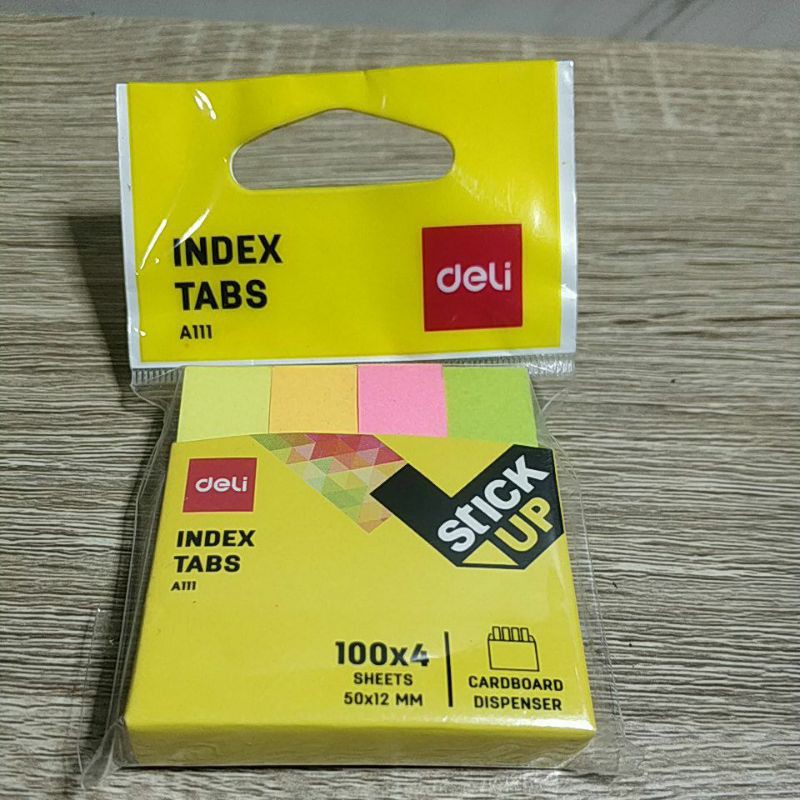 INDEX
TABS
A111
deli
deli
STICK
UP
INDEX
TABS
A111
100x4
SHEETS
50x12 MM
CARDBOARD
DISPENSER